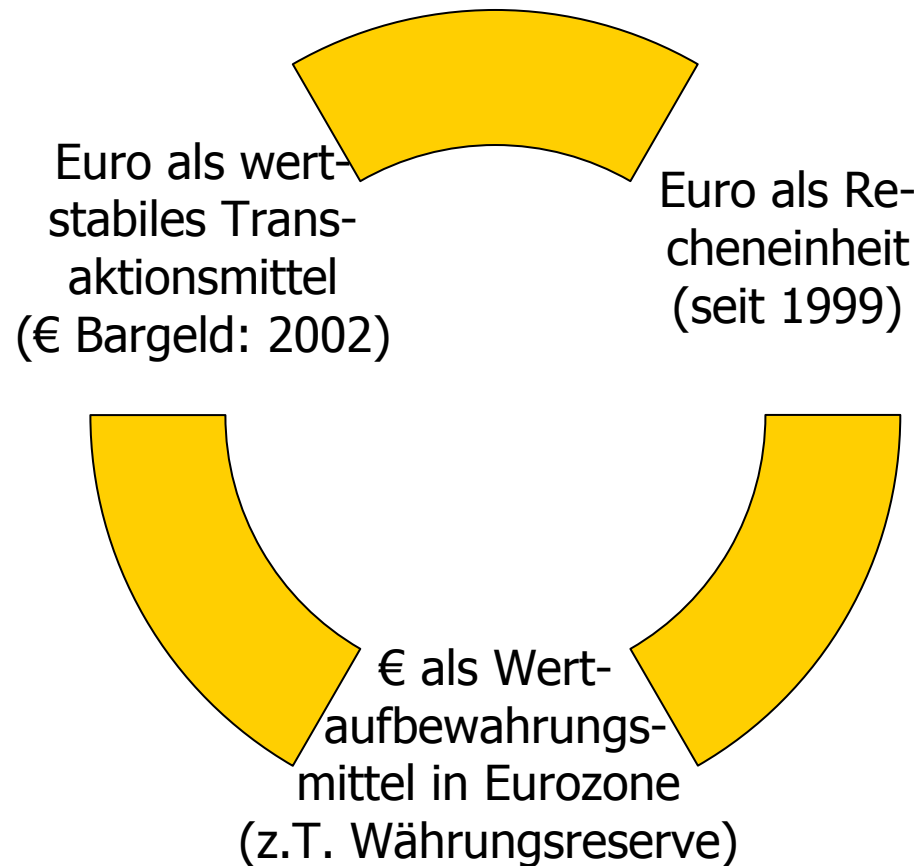 Euro als wert-
stabiles Trans-
aktionsmittel
(€ Bargeld: 2002)
Euro als Re-
cheneinheit
(seit 1999)
€ als Wert-
aufbewahrungs-
mittel in Eurozone
(z.T. Währungsreserve)